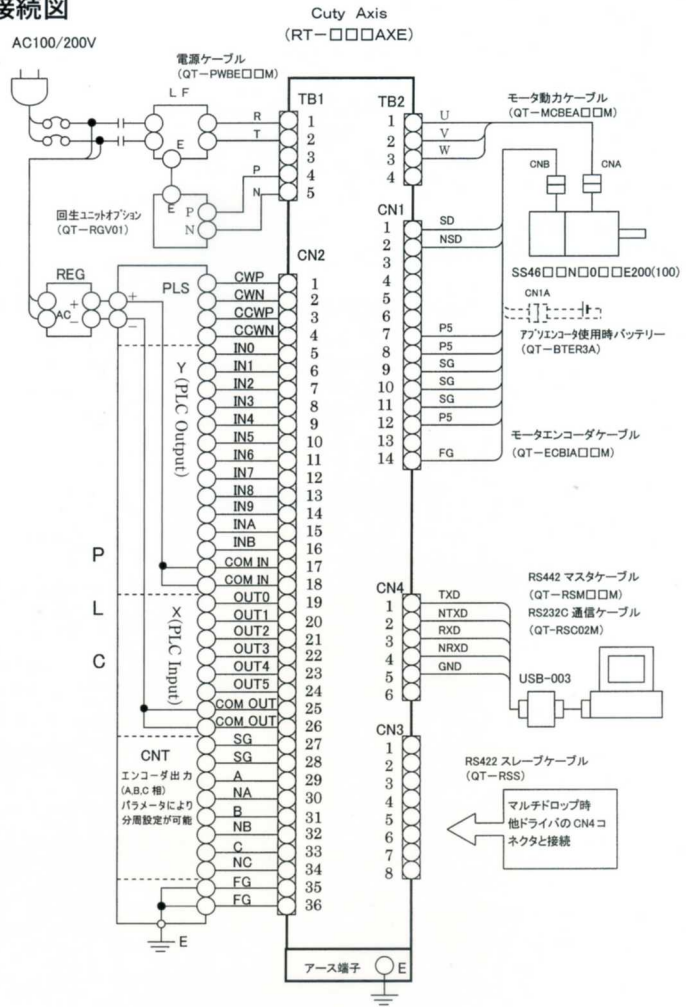 接続図
Cuty Axis
(RT-□□□AXE)
AC100/200V
電源ケーブル
(QT-PWBE□□M)
LF
E
R
T
P
N
E
P
N
回生ユニットオプション
(QT-RGV01)
TB1
1
2
3
4
5
TB2
1
2
3
4
U
V
W
モータ動力ケーブル
(QT-MCBEA□□M)
CNB
CNA
SS46□□N□0□□E200(100)
CN1A
アブソエンコータ使用時バッテリー
(QT-BTER3A)
モータエンコーダケーブル
(QT-ECBIA□□M)
CN1
1 SD
2 NSD
3
4
5
6
7 P5
8 P5
9 SG
10 SG
11 SG
12 P5
13
14 FG
REG
AC
+
-
+
-
PLC
PLS
Y(PLC Output)
X(PLC Input)
CNT
エンコーダ出力
(A,B,C 相)
パラメータにより
分周設定が可能
CN2
CWP 1
CWN 2
CCWP 3
CCWN 4
IN0 5
IN1 6
IN2 7
IN3 8
IN4 9
IN5 10
IN6 11
IN7 12
IN8 13
IN9 14
INA 15
INB 16
COM IN 17
COM IN 18
OUT0 19
OUT1 20
OUT2 21
OUT3 22
OUT4 23
OUT5 24
COM OUT 25
COM OUT 26
SG 27
SG 28
A 29
NA 30
B 31
NB 32
C 33
NC 34
FG 35
FG 36
E
CN4
1 TXD
2 NTXD
3 RXD
4 NRXD
5 GND
6
RS442 マスタケーブル
(QT-RSM□□M)
RS232C 通信ケーブル
(QT-RSC02M)
USB-003
CN3
1
2
3
4
5
6
7
8
RS422 スレーブケーブル
(QT-RSS)
マルチドロップ時
他ドライバの CN4 コ
ネクタと接続
アース端子
E